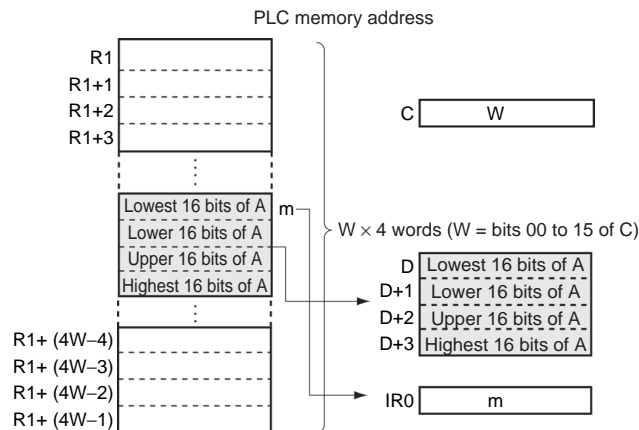 PLC memory address
R1
R1+1
R1+2
R1+3
C W
Lowest 16 bits of A m
Lower 16 bits of A
Upper 16 bits of A
Highest 16 bits of A
W × 4 words (W = bits 00 to 15 of C)
D Lowest 16 bits of A
D+1 Lower 16 bits of A
D+2 Upper 16 bits of A
D+3 Highest 16 bits of A
R1+ (4W–4)
R1+ (4W–3)
R1+ (4W–2)
R1+ (4W–1)
IR0 m